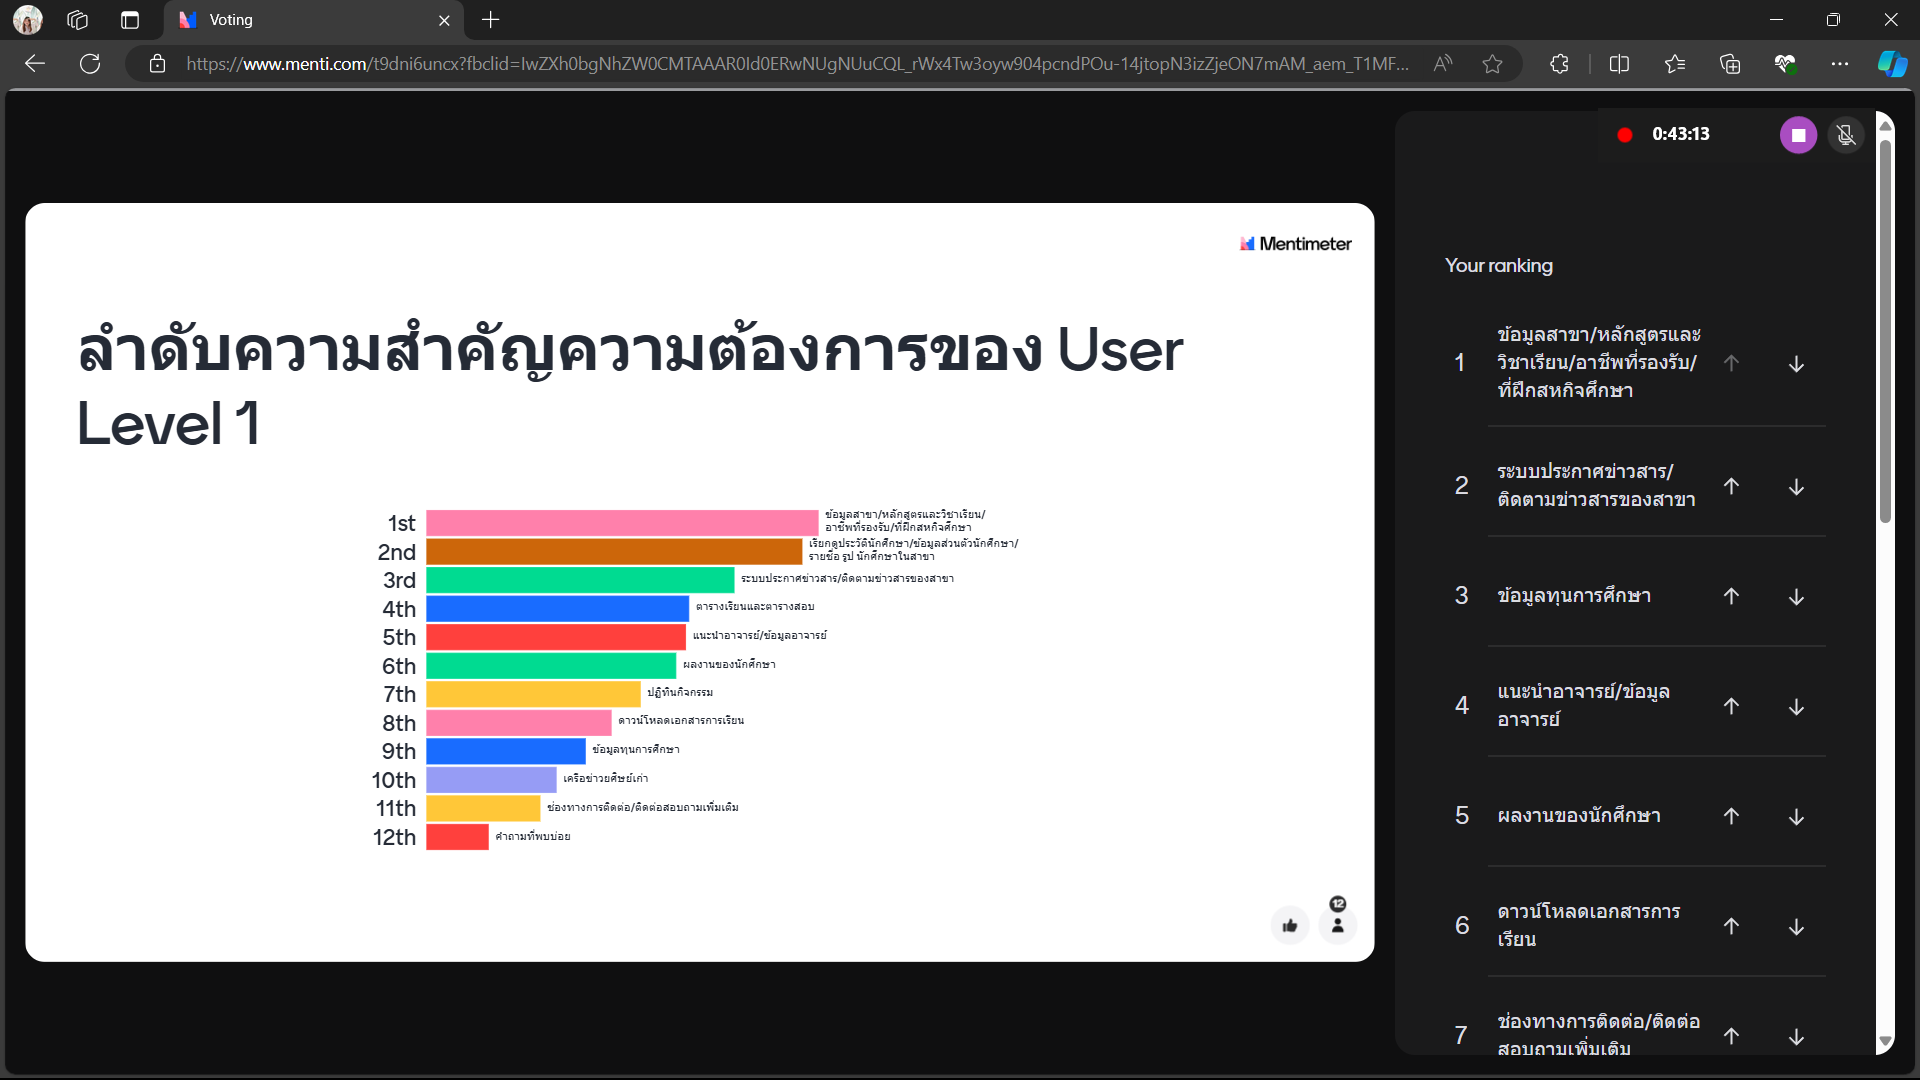 Voting
https://www.menti.com/t9dni6uncx?fbclid=IwZXh0bgNhZW0CMTAAAR0Id0ERwNUgNUuCQL_rWx4Tw3oyw904pcndPOu-14jtopN3izZjeON7mAM_aem_T1MF...
0:43:13
Mentimeter
ลำดับความสำคัญความต้องการของ User
Level 1
1st ข้อมูลสาขา/หลักสูตรและวิชาเรียน/
อาชีพที่รองรับ/ที่ฝึกสหกิจศึกษา
2nd เรียกดูประวัตินักศึกษา/ข้อมูลส่วนตัวนักศึกษา/
รายชื่อ รูป นักศึกษาในสาขา
3rd ระบบประกาศข่าวสาร/ติดตามข่าวสารของสาขา
4th ตารางเรียนและตารางสอบ
5th แนะนำอาจารย์/ข้อมูลอาจารย์
6th ผลงานของนักศึกษา
7th ปฏิทินกิจกรรม
8th ดาวน์โหลดเอกสารการเรียน
9th ข้อมูลทุนการศึกษา
10th เครือข่ายศิษย์เก่า
11th ช่องทางการติดต่อ/ติดต่อสอบถามเพิ่มเติม
12th คำถามที่พบบ่อย
12
Your ranking
1 ข้อมูลสาขา/หลักสูตรและ
วิชาเรียน/อาชีพที่รองรับ/
ที่ฝึกสหกิจศึกษา
2 ระบบประกาศข่าวสาร/
ติดตามข่าวสารของสาขา
3 ข้อมูลทุนการศึกษา
4 แนะนำอาจารย์/ข้อมูล
อาจารย์
5 ผลงานของนักศึกษา
6 ดาวน์โหลดเอกสารการ
เรียน
7 ช่องทางการติดต่อ/ติดต่อ
สอบถามเพิ่มเติม